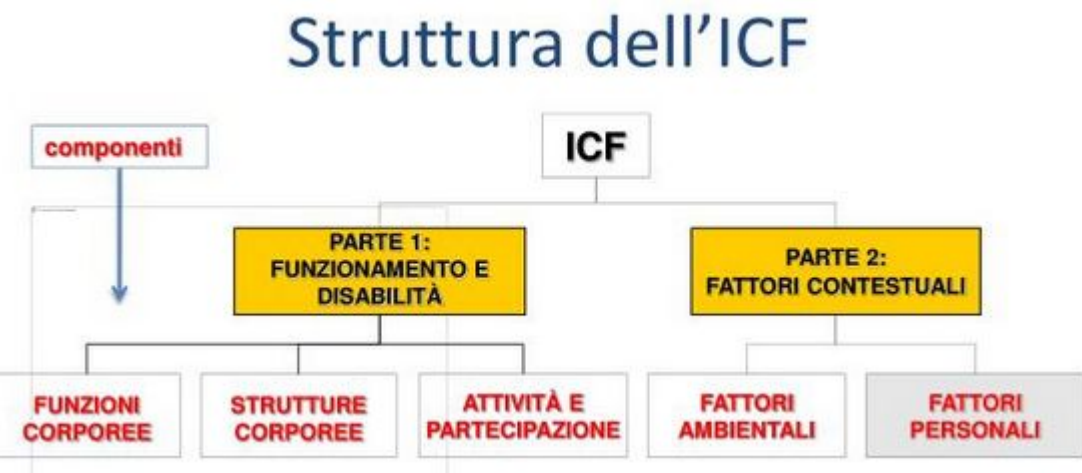 Struttura dell’ICF
componenti
ICF
PARTE 1:
FUNZIONAMENTO E
DISABILITÀ
PARTE 2:
FATTORI CONTESTUALI
FUNZIONI
CORPOREE
STRUTTURE
CORPOREE
ATTIVITÀ E
PARTECIPAZIONE
FATTORI
AMBIENTALI
FATTORI
PERSONALI